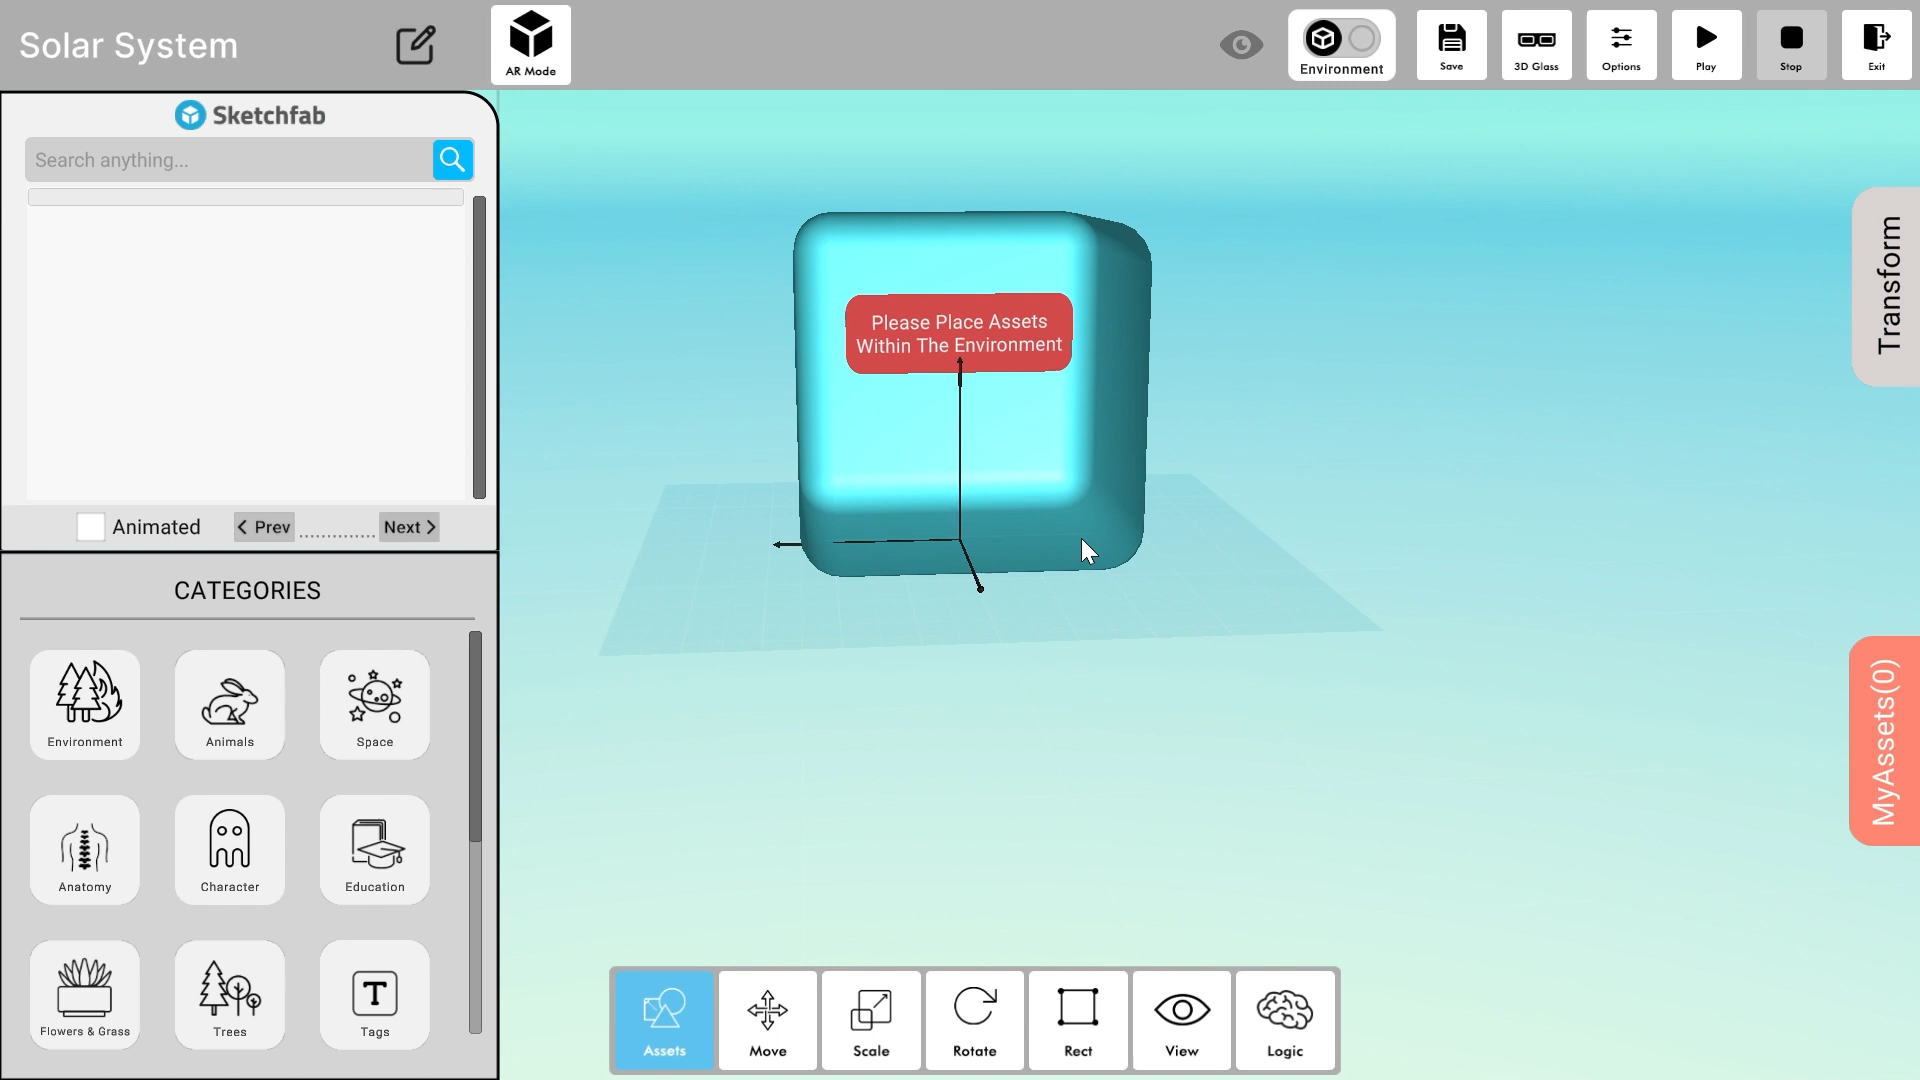 Solar System
AR Mode
Environment
Save
3D Glass
Options
Play
Stop
Exit
Sketchfab
Search anything...
Animated
Prev
Next
CATEGORIES
Environment
Animals
Space
Anatomy
Character
Education
Flowers & Grass
Trees
T
Tags
Please Place Assets
Within The Environment
Transform
MyAssets(0)
Assets
Move
Scale
Rotate
Rect
View
Logic